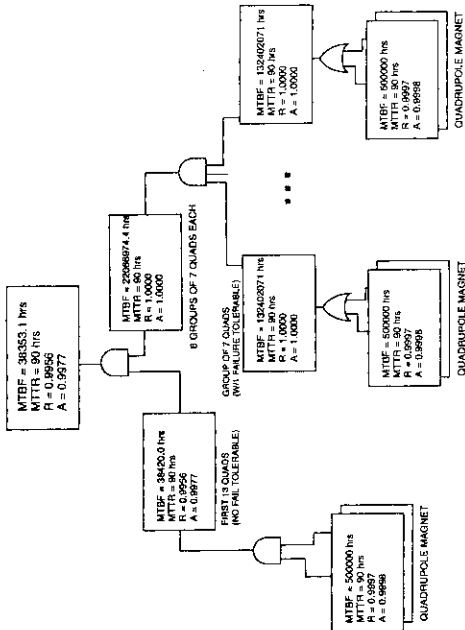 MTBF = 38353.1 hrs
MTTR = 90 hrs
R = 0.9956
A = 0.9977
MTBF = 38420.0 hrs
MTTR = 90 hrs
R = 0.9956
A = 0.9977
FIRST 13 QUADS
(NO FAIL TOLERABLE)
MTBF = 22066974.4 hrs
MTTR = 90 hrs
R = 1.0000
A = 1.0000
6 GROUPS OF 7 QUADS EACH
MTBF = 500000 hrs
MTTR = 90 hrs
R = 0.9997
A = 0.9998
QUADRUPOLE MAGNET
GROUP OF 7 QUADS
(W/1 FAILURE TOLERABLE)
MTBF = 132402071 hrs
MTTR = 90 hrs
R = 1.0000
A = 1.0000
MTBF = 500000 hrs
MTTR = 90 hrs
R = 0.9997
A = 0.9998
QUADRUPOLE MAGNET
MTBF = 132402071 hrs
MTTR = 90 hrs
R = 1.0000
A = 1.0000
MTBF = 500000 hrs
MTTR = 90 hrs
R = 0.9997
A = 0.9998
QUADRUPOLE MAGNET